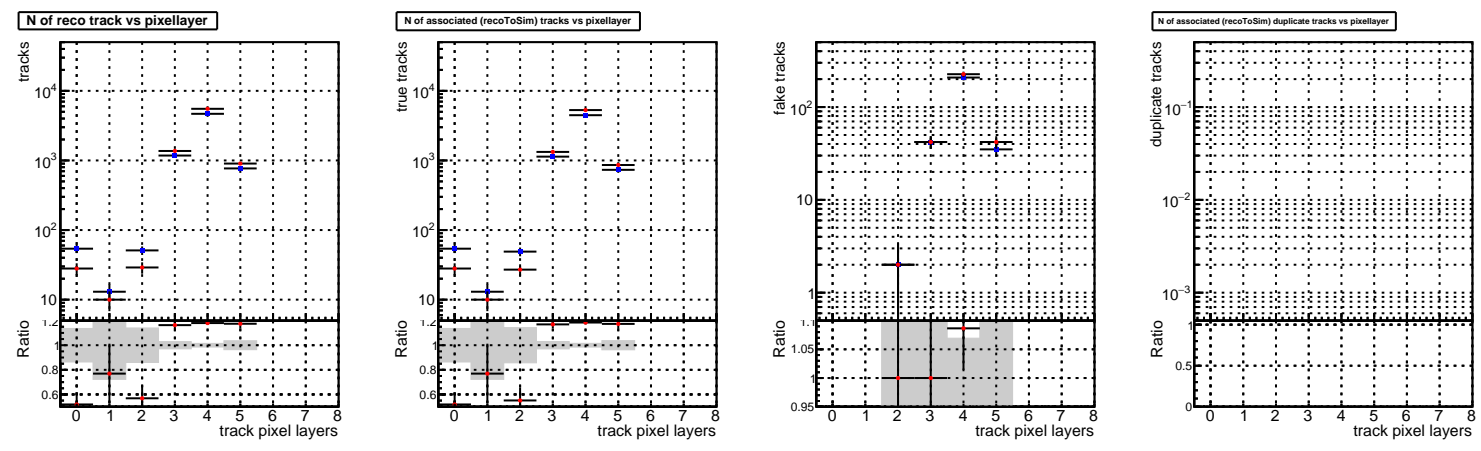 N of reco track vs pixellayer
tracks
10⁴
10³
10²
10
1.2
1
0.8
0.6
Ratio
0 1 2 3 4 5 6 7 8
track pixel layers
N of associated (recoToSim) tracks vs pixellayer
true tracks
10⁴
10³
10²
10
1.2
1
0.8
0.6
Ratio
0 1 2 3 4 5 6 7 8
track pixel layers
fake tracks
10²
10
1
1.1
1.05
1
0.95
Ratio
0 1 2 3 4 5 6 7 8
track pixel layers
N of associated (recoToSim) duplicate tracks vs pixellayer
duplicate tracks
10⁻¹
10⁻²
10⁻³
1
0.5
0
Ratio
0 1 2 3 4 5 6 7 8
track pixel layers